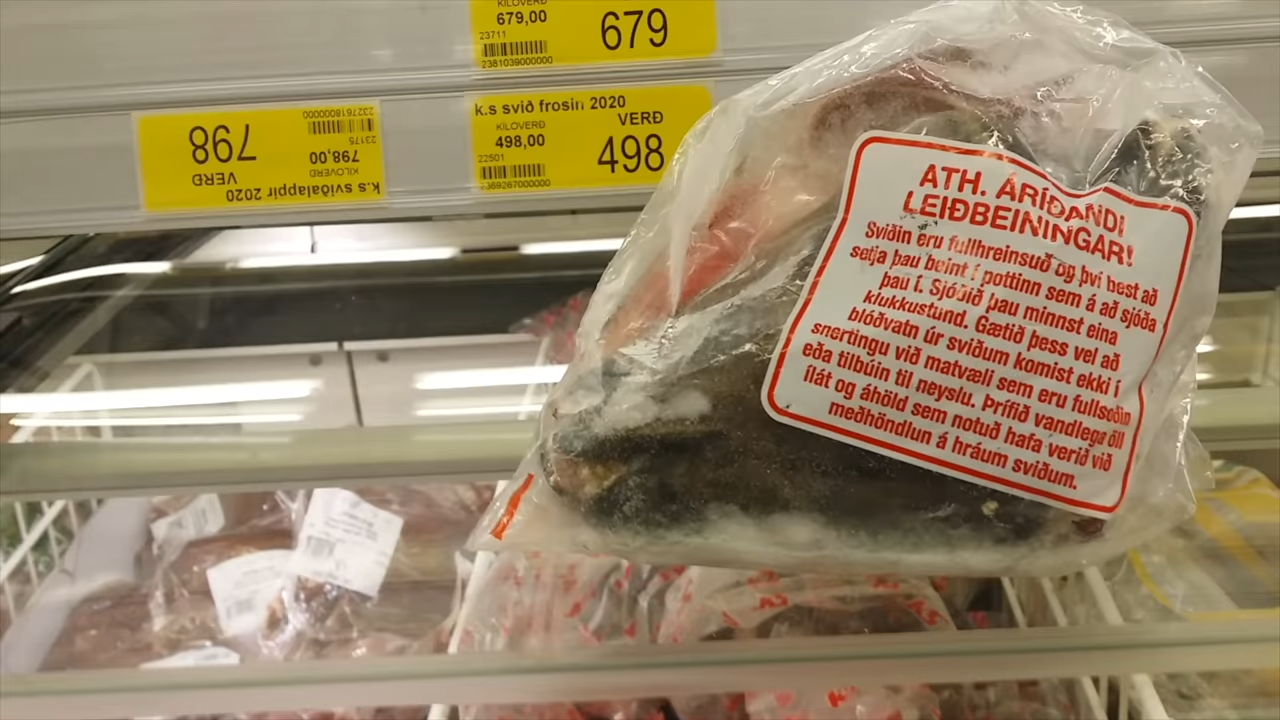 KILOVERÐ
679,00
679
23711
2381039000000
k.s sviðalappir 2020
VERÐ
KILOVERÐ
798,00
798
23175
2327618000000
k.s svið frosin 2020
VERÐ
KILOVERÐ
498,00
498
22501
2369267000000
ATH. ÁRÍÐANDI
LEIÐBEININGAR!
Sviðin eru fullhreinsuð og því best að
setja þau beint í pottinn sem á að sjóða
þau í. Sjóðið þau minnst eina
klukkustund. Gætið þess vel að
blóðvatn úr sviðum komist ekki í
snertingu við matvæli sem eru fullsoðin
eða tilbúin til neyslu. Þrífið vandlega öll
ílát og áhöld sem notuð hafa verið við
meðhöndlun á hráum sviðum.